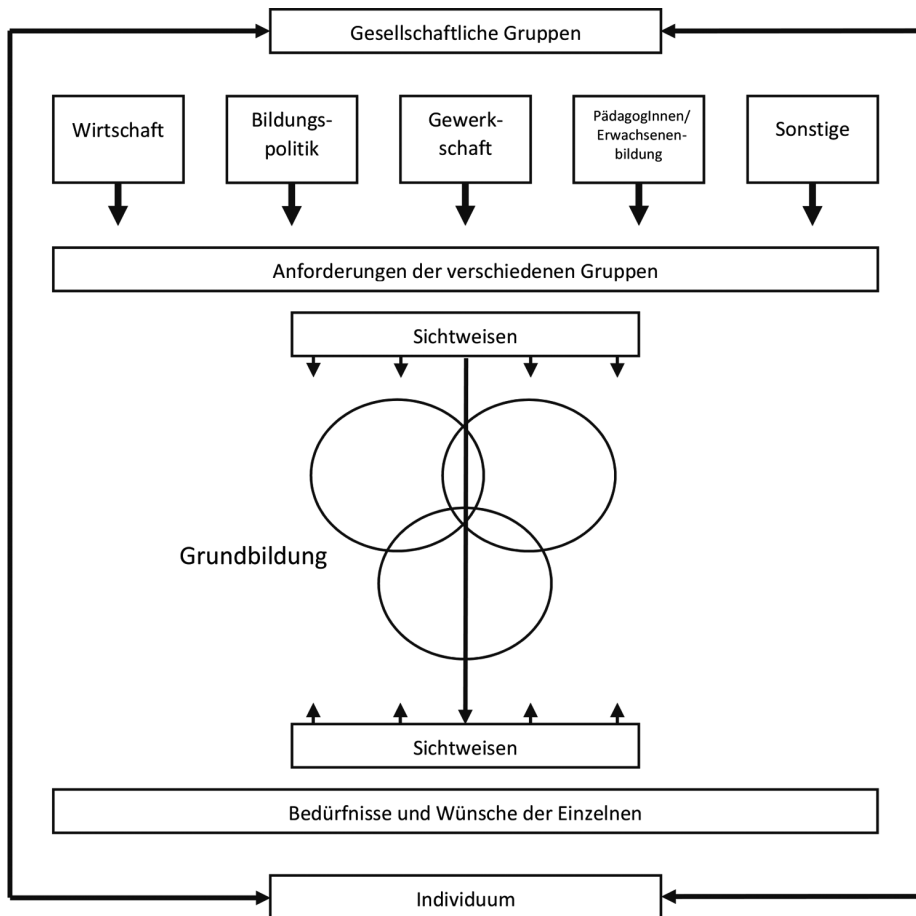 Gesellschaftliche Gruppen
Wirtschaft
Bildungs-
politik
Gewerk-
schaft
PädagogInnen/
Erwachsenen-
bildung
Sonstige
Anforderungen der verschiedenen Gruppen
Sichtweisen
Grundbildung
Sichtweisen
Bedürfnisse und Wünsche der Einzelnen
Individuum